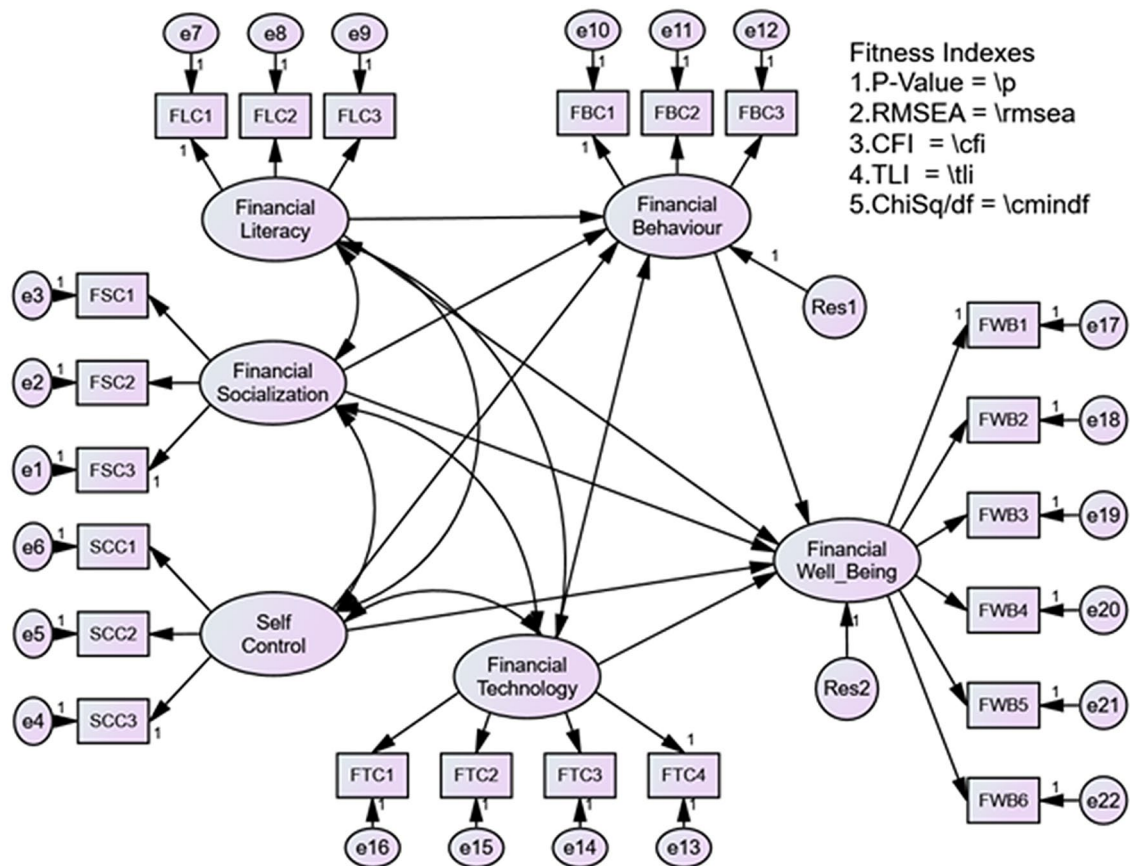 e7
e8
e9
e10
e11
e12
1
1
1
1
1
1
FLC1
FLC2
FLC3
FBC1
FBC2
FBC3
1
1
Fitness Indexes
1.P-Value = \p
2.RMSEA = \rmsea
3.CFI = \cfi
4.TLI = \tli
5.ChiSq/df = \cmindf
Financial
Literacy
Financial
Behaviour
1
Res1
e3
1
FSC1
e2
1
FSC2
e1
1
FSC3
1
Financial
Socialization
e6
1
SCC1
e5
1
SCC2
e4
1
SCC3
1
Self
Control
Financial
Technology
1
FTC1
FTC2
FTC3
FTC4
1
1
1
1
e16
e15
e14
e13
Financial
Well_Being
1
Res2
1
FWB1
1
e17
FWB2
1
e18
FWB3
1
e19
FWB4
1
e20
FWB5
1
e21
FWB6
1
e22